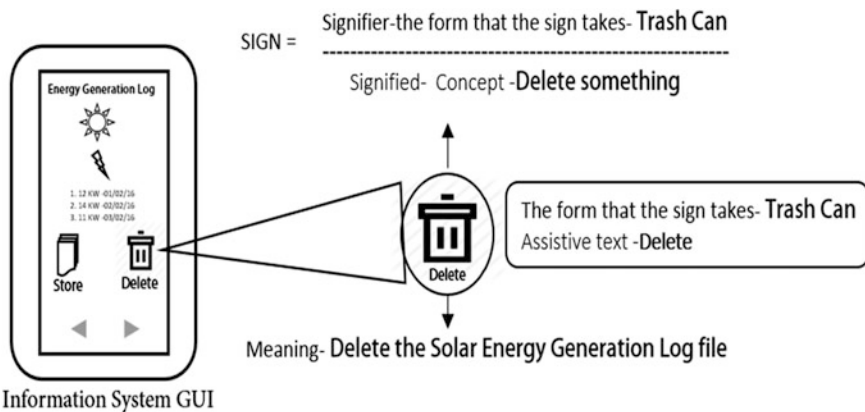 Signifier-the form that the sign takes- Trash Can
SIGN =
Signified- Concept -Delete something
Energy Generation Log
1. 12 KW -01/02/16
2. 14 KW -02/02/16
3. 11 KW -03/02/16
Store
Delete
Delete
The form that the sign takes- Trash Can
Assistive text -Delete
Meaning- Delete the Solar Energy Generation Log file
Information System GUI